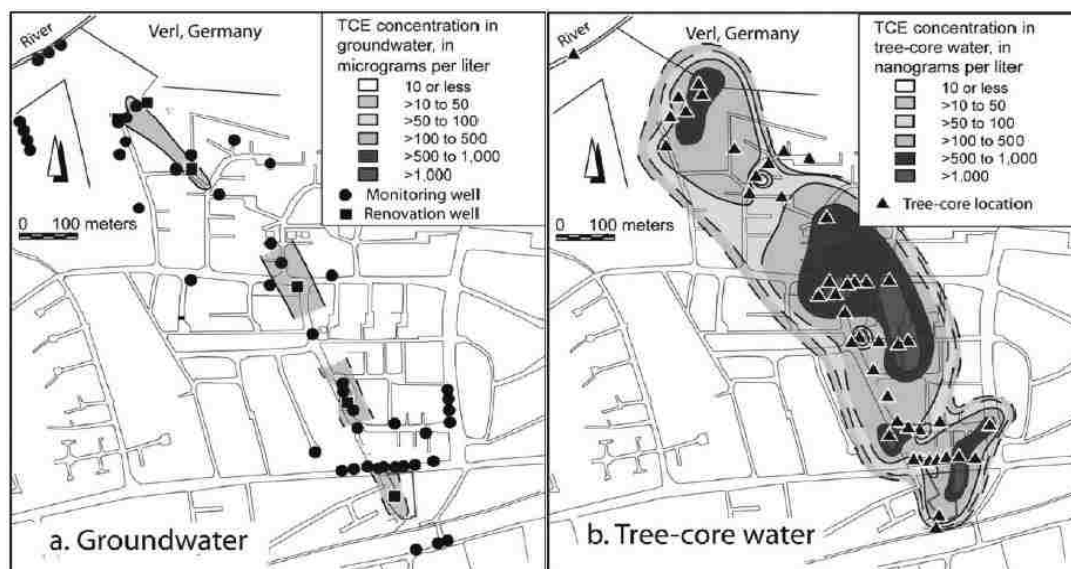 River
Verl, Germany
TCE concentration in
groundwater, in
micrograms per liter
10 or less
>10 to 50
>50 to 100
>100 to 500
>500 to 1,000
>1,000
Monitoring well
Renovation well
0 100 meters
a. Groundwater
River
Verl, Germany
TCE concentration in
tree-core water, in
nanograms per liter
10 or less
>10 to 50
>50 to 100
>100 to 500
>500 to 1,000
>1,000
Tree-core location
0 100 meters
b. Tree-core water